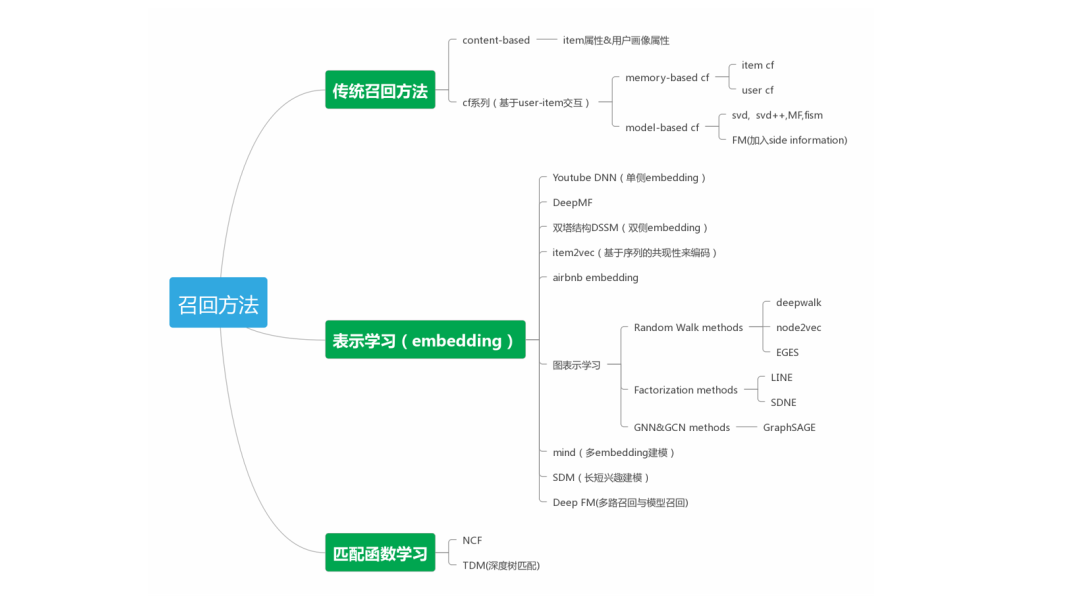 召回方法
传统召回方法
content-based
item属性&用户画像属性
cf系列（基于user-item交互）
memory-based cf
item cf
user cf
model-based cf
svd, svd++,MF,fism
FM(加入side information)
表示学习（embedding）
Youtube DNN（单侧embedding）
DeepMF
双塔结构DSSM（双侧embedding）
item2vec（基于序列的共现性来编码）
airbnb embedding
图表示学习
Random Walk methods
deepwalk
node2vec
EGES
Factorization methods
LINE
SDNE
GNN&GCN methods
GraphSAGE
mind（多embedding建模）
SDM（长短兴趣建模）
Deep FM(多路召回与模型召回)
匹配函数学习
NCF
TDM(深度树匹配)